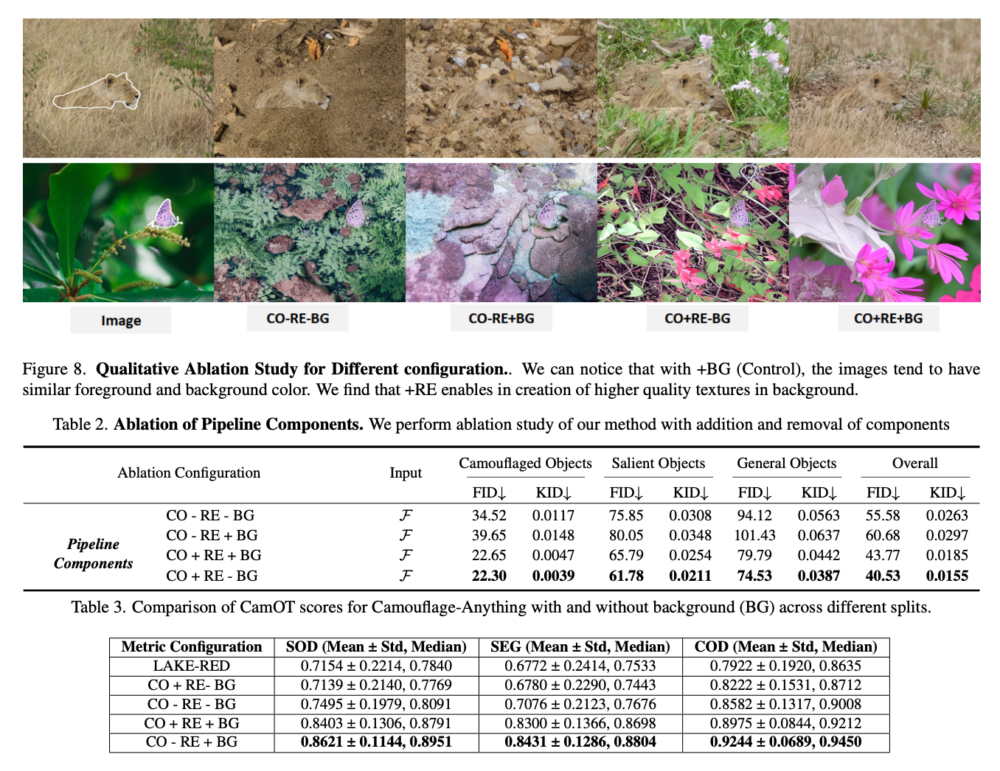 Image
CO-RE-BG
CO-RE+BG
CO+RE-BG
CO+RE+BG
Figure 8. Qualitative Ablation Study for Different configuration.. We can notice that with +BG (Control), the images tend to have
similar foreground and background color. We find that +RE enables in creation of higher quality textures in background.
Table 2. Ablation of Pipeline Components. We perform ablation study of our method with addition and removal of components
Ablation Configuration Input Camouflaged Objects Salient Objects General Objects Overall
FID↓ KID↓ FID↓ KID↓ FID↓ KID↓ FID↓ KID↓
Pipeline Components
CO - RE - BG ℱ 34.52 0.0117 75.85 0.0308 94.12 0.0563 55.58 0.0263
CO - RE + BG ℱ 39.65 0.0148 80.05 0.0348 101.43 0.0637 60.68 0.0297
CO + RE + BG ℱ 22.65 0.0047 65.79 0.0254 79.79 0.0442 43.77 0.0185
CO + RE - BG ℱ 22.30 0.0039 61.78 0.0211 74.53 0.0387 40.53 0.0155
Table 3. Comparison of CamOT scores for Camouflage-Anything with and without background (BG) across different splits.
Metric Configuration SOD (Mean ± Std, Median) SEG (Mean ± Std, Median) COD (Mean ± Std, Median)
LAKE-RED 0.7154 ± 0.2214, 0.7840 0.6772 ± 0.2414, 0.7533 0.7922 ± 0.1920, 0.8635
CO + RE- BG 0.7139 ± 0.2140, 0.7769 0.6780 ± 0.2290, 0.7443 0.8222 ± 0.1531, 0.8712
CO - RE - BG 0.7495 ± 0.1979, 0.8091 0.7076 ± 0.2123, 0.7676 0.8582 ± 0.1317, 0.9008
CO + RE + BG 0.8403 ± 0.1306, 0.8791 0.8300 ± 0.1366, 0.8698 0.8975 ± 0.0844, 0.9212
CO - RE + BG 0.8621 ± 0.1144, 0.8951 0.8431 ± 0.1286, 0.8804 0.9244 ± 0.0689, 0.9450